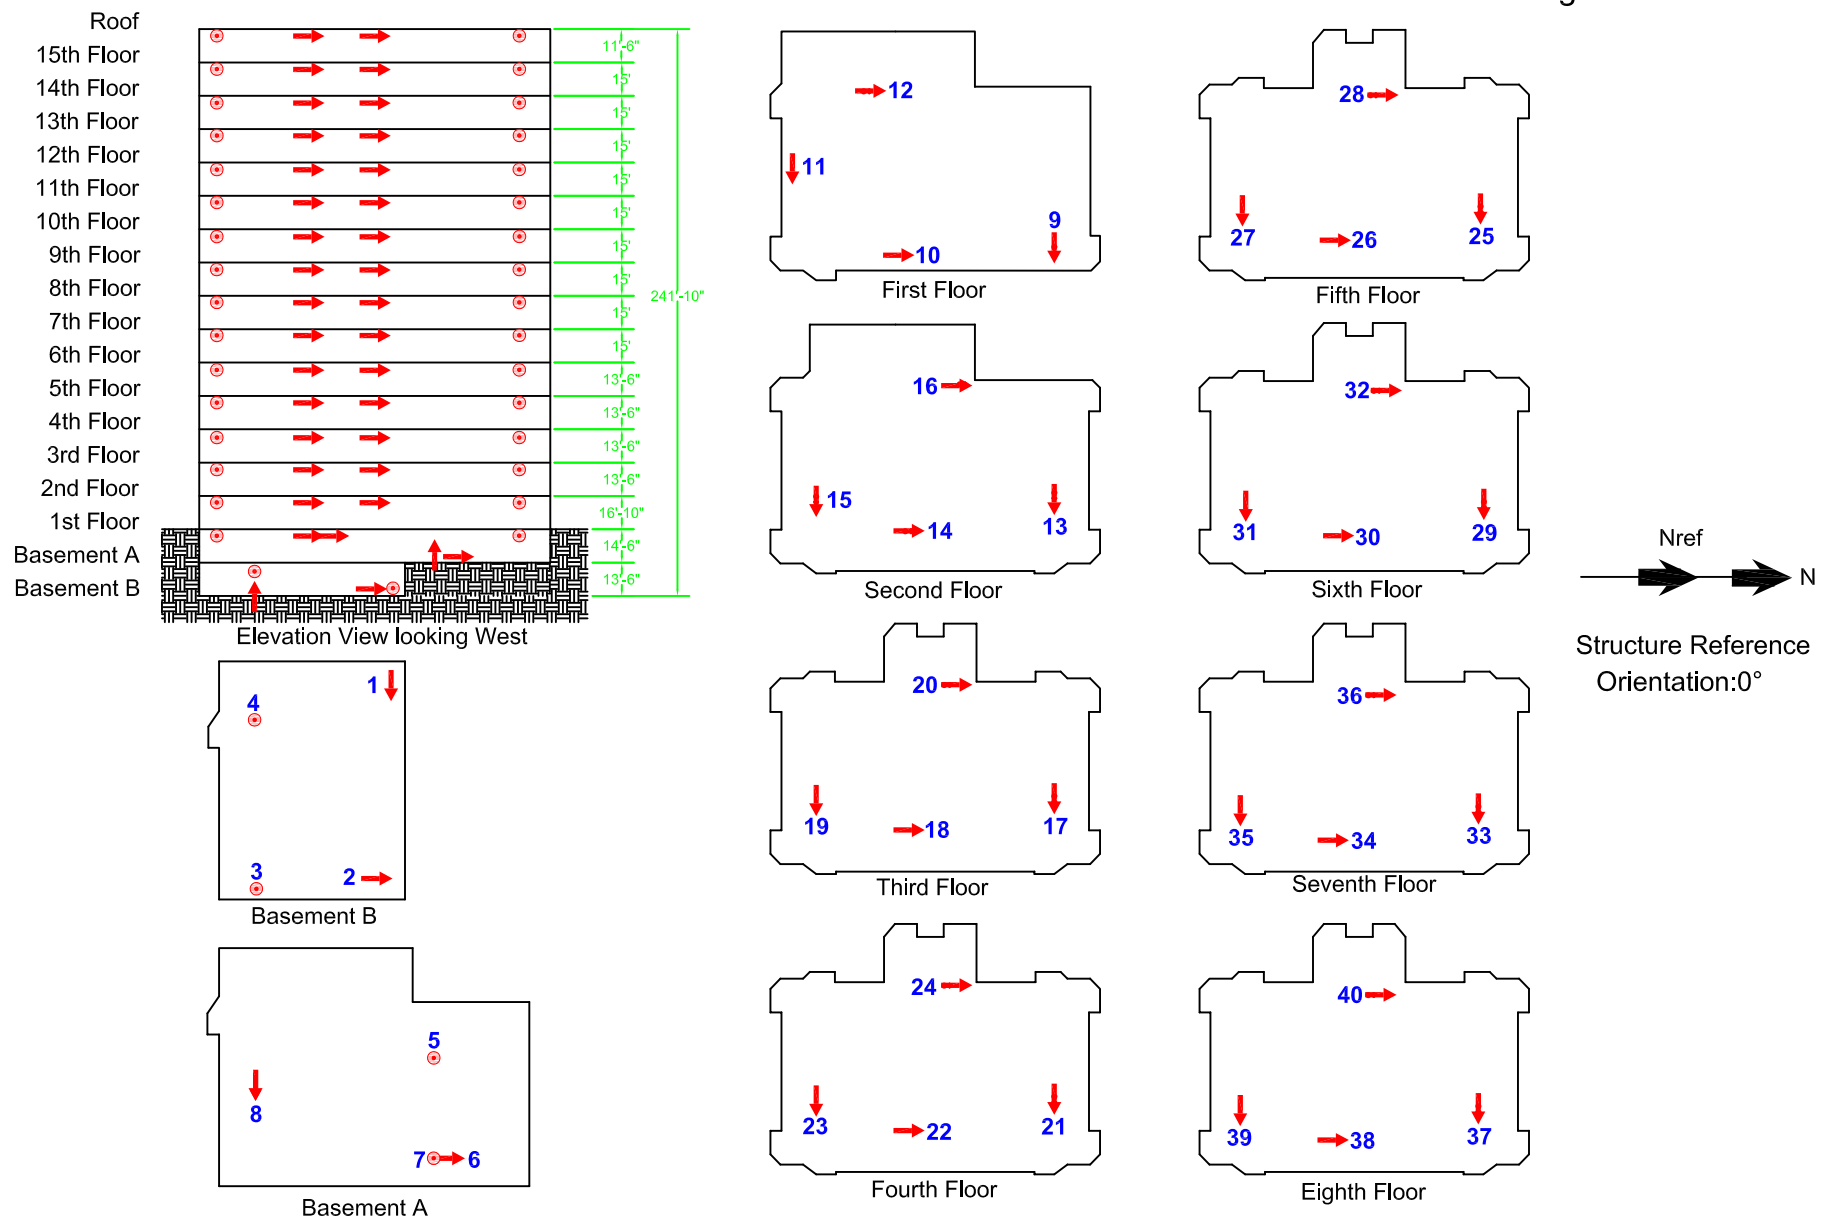 Roof
15th Floor
14th Floor
13th Floor
12th Floor
11th Floor
10th Floor
9th Floor
8th Floor
7th Floor
6th Floor
5th Floor
4th Floor
3rd Floor
2nd Floor
1st Floor
Basement A
Basement B
11'-6"
15'
15'
15'
15'
15'
15'
15'
15'
15'
13'-6"
13'-6"
13'-6"
13'-6"
16'-10"
14'-6"
13'-6"
241'-10"
Elevation View looking West
1
4
3
2
Basement B
5
8
7
6
Basement A
12
11
9
10
First Floor
16
15
14
13
Second Floor
20
19
18
17
Third Floor
24
23
22
21
Fourth Floor
28
27
26
25
Fifth Floor
32
31
30
29
Sixth Floor
36
35
34
33
Seventh Floor
40
39
38
37
Eighth Floor
Nref
N
Structure Reference
Orientation:0°